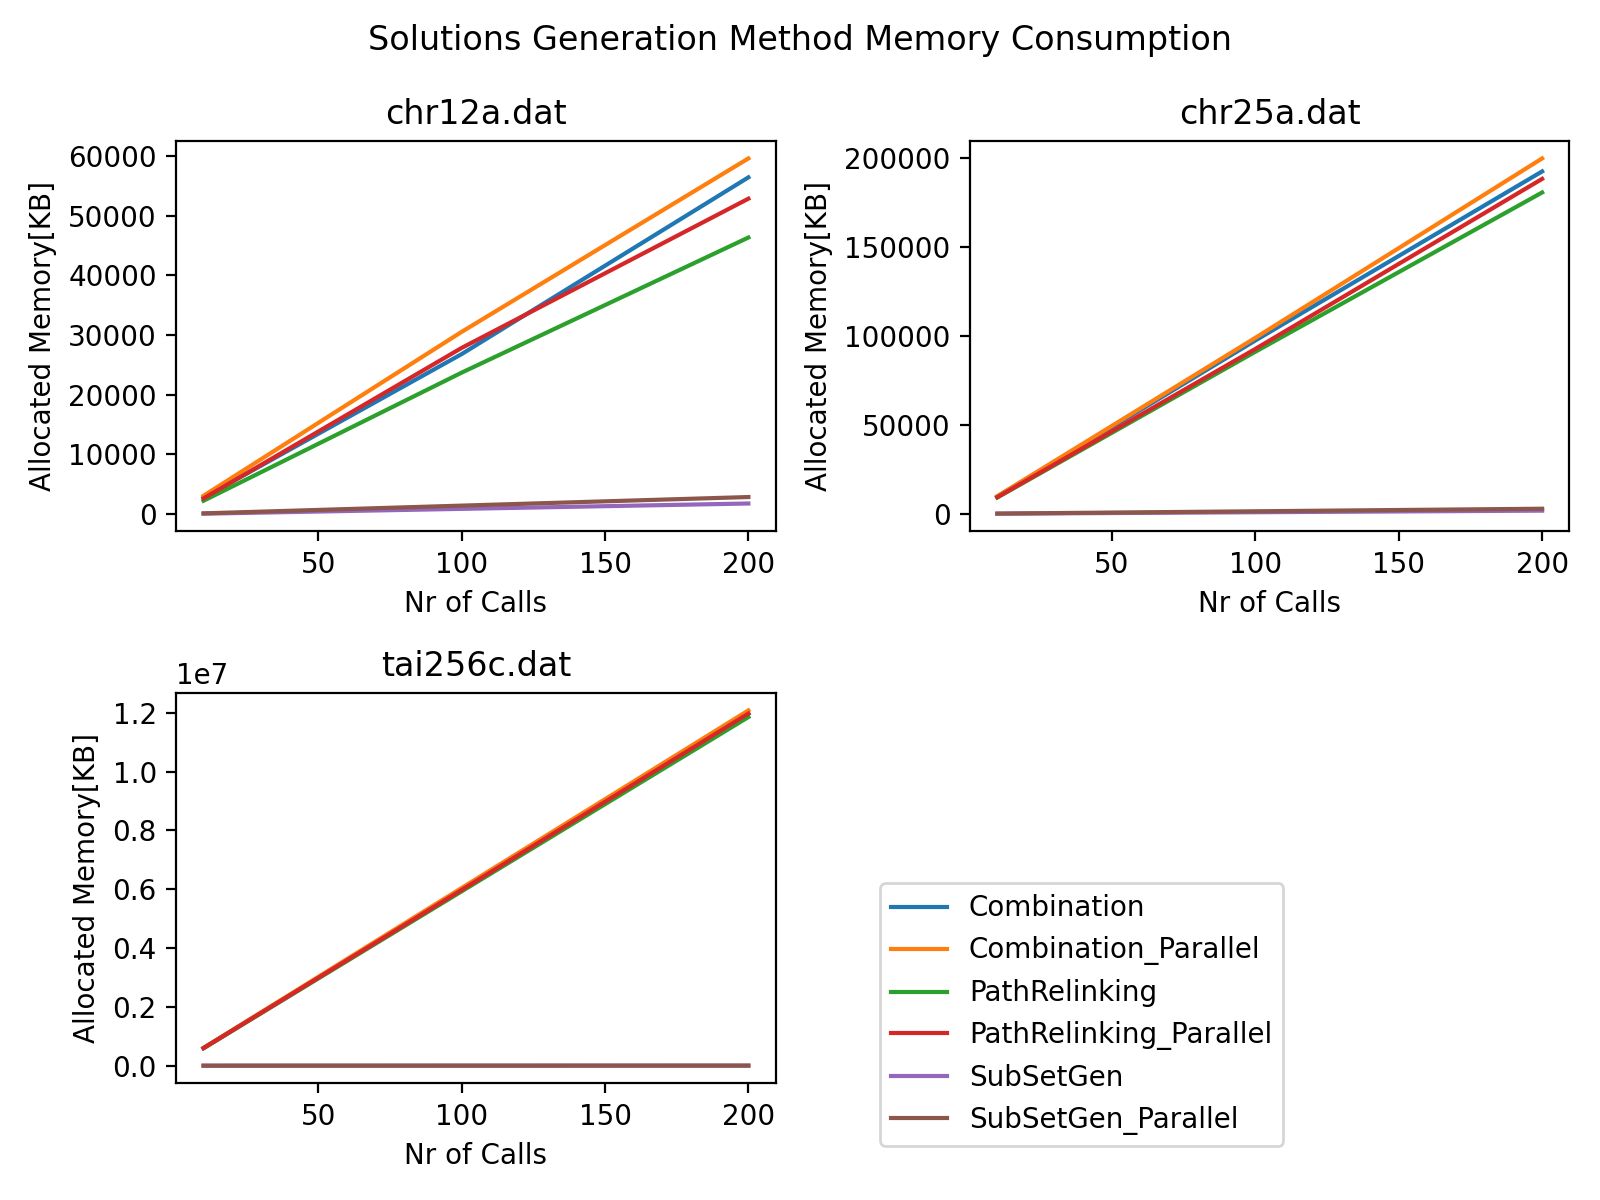 Solutions Generation Method Memory Consumption
chr12a.dat
Allocated Memory[KB]
60000
50000
40000
30000
20000
10000
0
50 100 150 200
Nr of Calls
chr25a.dat
Allocated Memory[KB]
200000
150000
100000
50000
0
50 100 150 200
Nr of Calls
tai256c.dat
1e7
Allocated Memory[KB]
1.2
1.0
0.8
0.6
0.4
0.2
0.0
50 100 150 200
Nr of Calls
Combination
Combination_Parallel
PathRelinking
PathRelinking_Parallel
SubSetGen
SubSetGen_Parallel